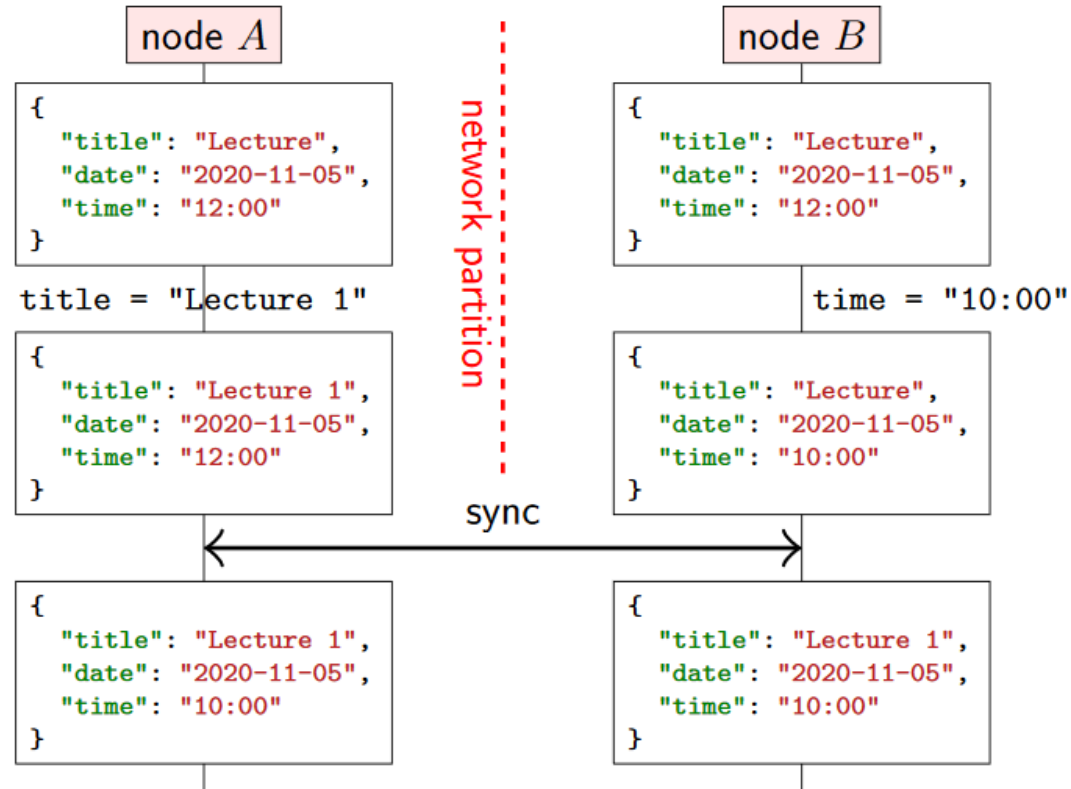 node A
{
"title": "Lecture",
"date": "2020-11-05",
"time": "12:00"
}
title = "Lecture 1"
{
"title": "Lecture 1",
"date": "2020-11-05",
"time": "12:00"
}
network partition
sync
{
"title": "Lecture 1",
"date": "2020-11-05",
"time": "10:00"
}
node B
{
"title": "Lecture",
"date": "2020-11-05",
"time": "12:00"
}
time = "10:00"
{
"title": "Lecture",
"date": "2020-11-05",
"time": "10:00"
}
{
"title": "Lecture 1",
"date": "2020-11-05",
"time": "10:00"
}